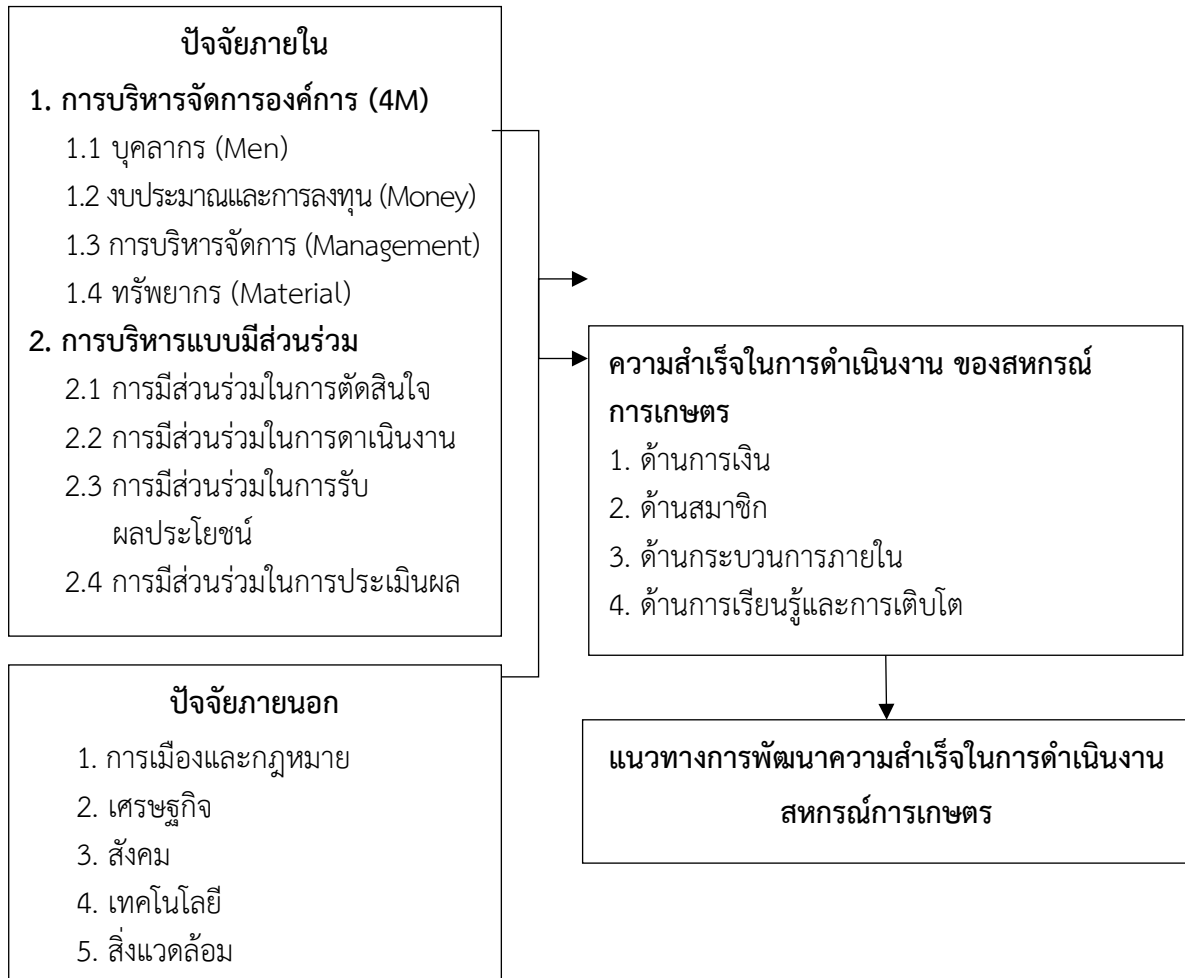 ปัจจัยภายใน
1. การบริหารจัดการองค์การ (4M)
1.1 บุคลากร (Men)
1.2 งบประมาณและการลงทุน (Money)
1.3 การบริหารจัดการ (Management)
1.4 ทรัพยากร (Material)
2. การบริหารแบบมีส่วนร่วม
2.1 การมีส่วนร่วมในการตัดสินใจ
2.2 การมีส่วนร่วมในการดาเนินงาน
2.3 การมีส่วนร่วมในการรับ
ผลประโยชน์
2.4 การมีส่วนร่วมในการประเมินผล
ปัจจัยภายนอก
1. การเมืองและกฎหมาย
2. เศรษฐกิจ
3. สังคม
4. เทคโนโลยี
5. สิ่งแวดล้อม
ความสำเร็จในการดำเนินงาน ของสหกรณ์
การเกษตร
1. ด้านการเงิน
2. ด้านสมาชิก
3. ด้านกระบวนการภายใน
4. ด้านการเรียนรู้และการเติบโต
แนวทางการพัฒนาความสำเร็จในการดำเนินงาน
สหกรณ์การเกษตร